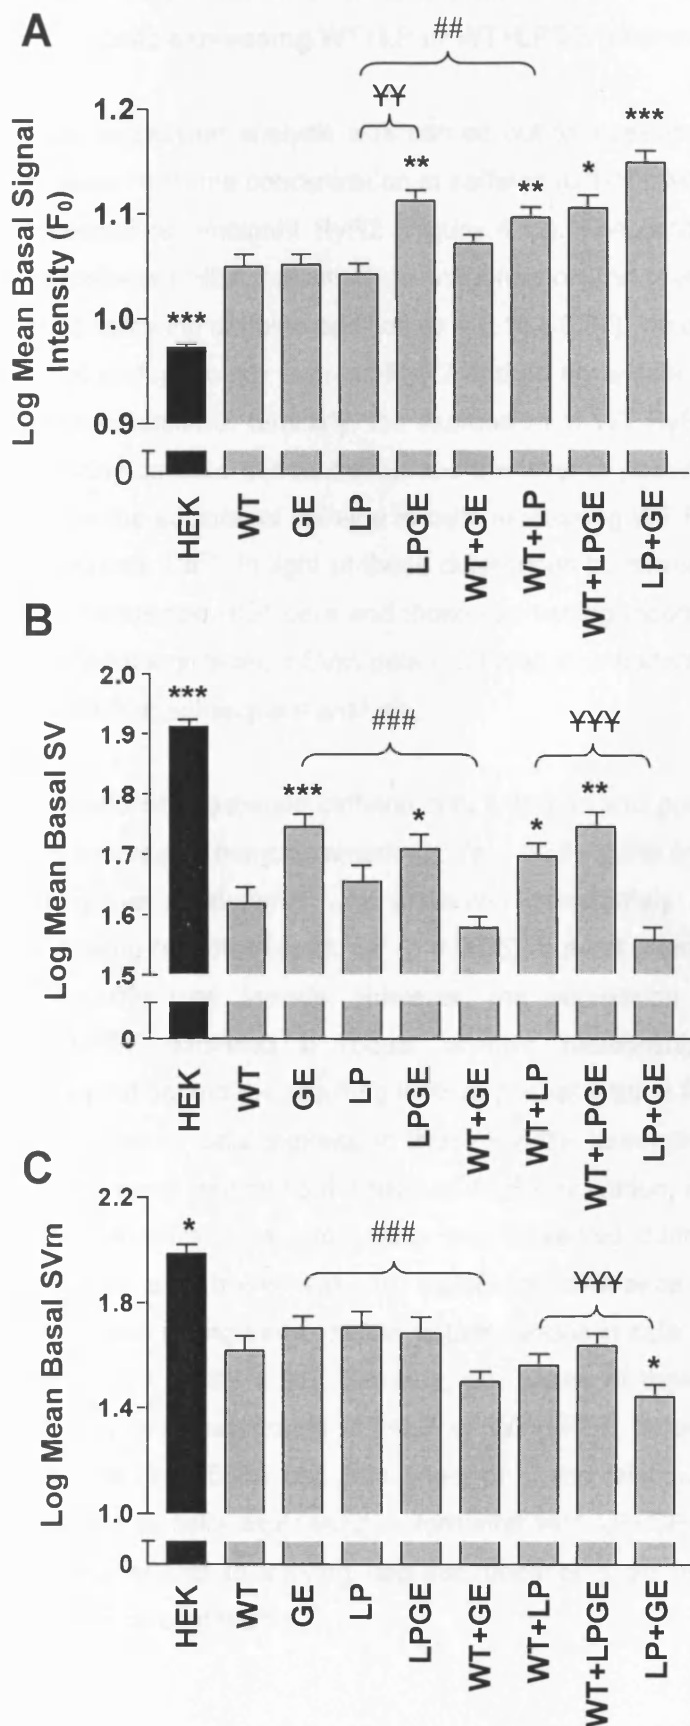 A
##
ɎɎ
***
**
**
*
***
1.2
1.1
1.0
0.9
0
Log Mean Basal Signal
Intensity (F₀)
HEK
WT
GE
LP
LPGE
WT+GE
WT+LP
WT+LPGE
LP+GE
B
***
###
ɎɎɎ
***
*
*
**
2.0
1.9
1.8
1.7
1.6
1.5
0
Log Mean Basal SV
HEK
WT
GE
LP
LPGE
WT+GE
WT+LP
WT+LPGE
LP+GE
C
*
###
ɎɎɎ
*
2.2
1.8
1.4
1.0
0
Log Mean Basal SVm
HEK
WT
GE
LP
LPGE
WT+GE
WT+LP
WT+LPGE
LP+GE